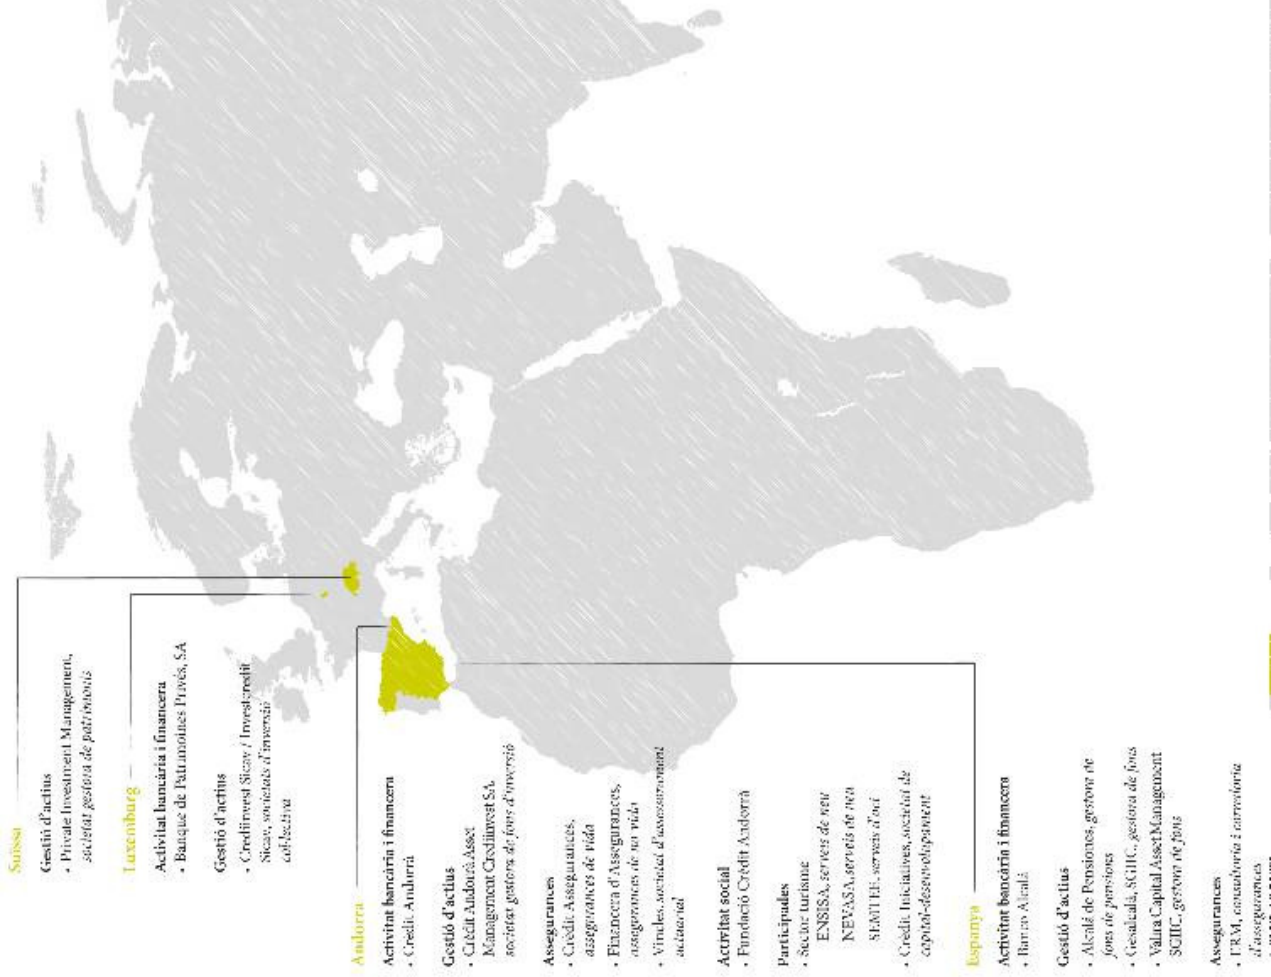 Suïssa
Gestió d'actius
• Private Investment Management,
societat gestora de patrimonis
Luxemburg
Activitat bancària i financera
• Banque de Patrimoines Privés, SA
Gestió d'actius
• Crediinvest Sicav / Investcredit
Sicav, societats d'inversió
col·lectiva
Andorra
Activitat bancària i financera
• Crèdit Andorrà
Gestió d'actius
• Crèdit Andorrà Asset
Management Crediinvest SA,
societat gestora de fons d'inversió
Assegurances
• Crèdit Assegurances,
assegurances de vida
• Financera d'Assegurances,
assegurances de no vida
• Vincles, societat d'assessorament
actuarial
Activitat social
• Fundació Crèdit Andorrà
Participades
• Sector turisme
ENSISA, serveis de neu
NEVASA, serveis de neu
SEMTEE, serveis d'oci
• Crèdit Iniciatives, societat de
capital-desenvolupament
Espanya
Activitat bancària i financera
• Banco Alcalá
Gestió d'actius
• Alcalá de Pensiones, gestora de
fons de pensions
• Gesalcalá, SGIIC, gestora de fons
• Valira Capital Asset Management
SGIIC, gestora de fons
Assegurances
• ERM, consultoria i corredoria
d'assegurances